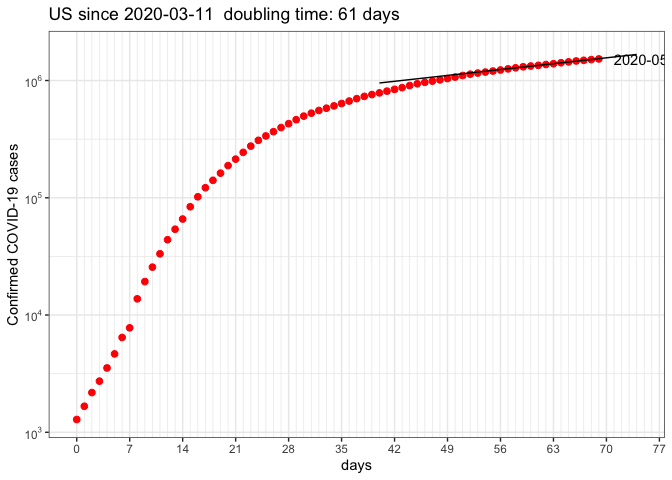 US since 2020-03-11  doubling time: 61 days
Confirmed COVID-19 cases
10^6
10^5
10^4
10^3
2020-05
0 7 14 21 28 35 42 49 56 63 70 77
days